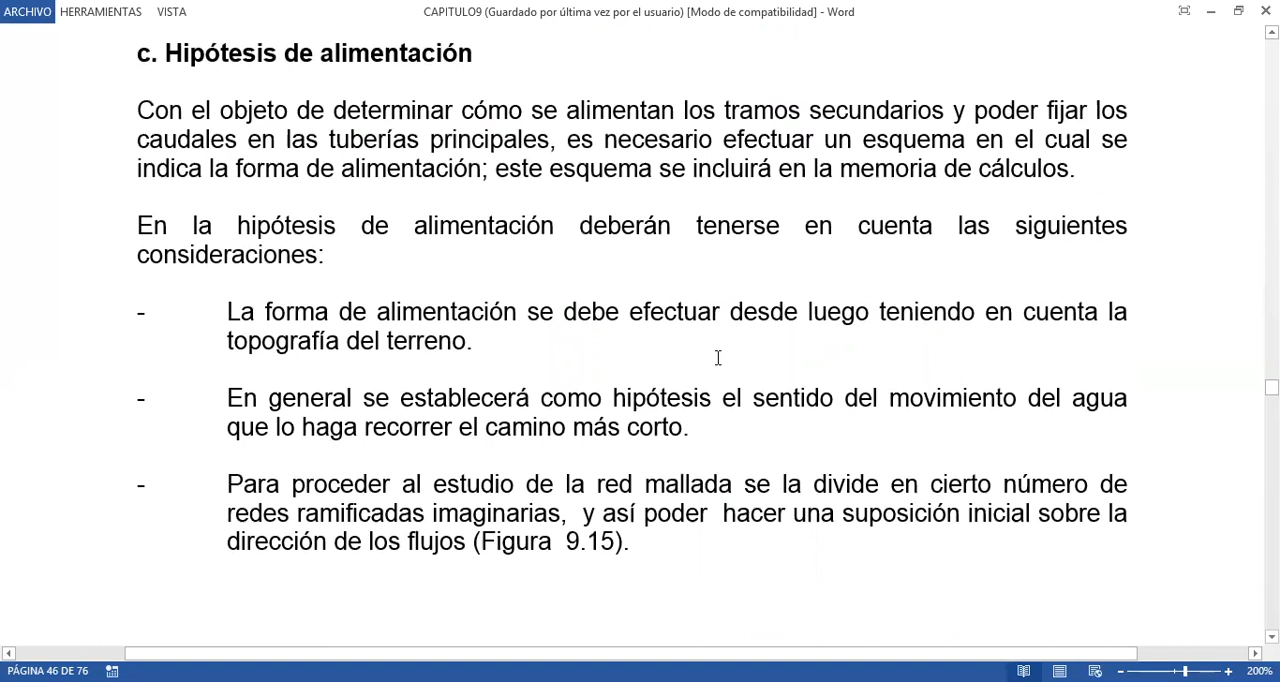 ARCHIVO HERRAMIENTAS VISTA CAPITULO9 (Guardado por última vez por el usuario) [Modo de compatibilidad] - Word
c. Hipótesis de alimentación
Con el objeto de determinar cómo se alimentan los tramos secundarios y poder fijar los
caudales en las tuberías principales, es necesario efectuar un esquema en el cual se
indica la forma de alimentación; este esquema se incluirá en la memoria de cálculos.
En la hipótesis de alimentación deberán tenerse en cuenta las siguientes
consideraciones:
- La forma de alimentación se debe efectuar desde luego teniendo en cuenta la
topografía del terreno.
- En general se establecerá como hipótesis el sentido del movimiento del agua
que lo haga recorrer el camino más corto.
- Para proceder al estudio de la red mallada se la divide en cierto número de
redes ramificadas imaginarias, y así poder hacer una suposición inicial sobre la
dirección de los flujos (Figura 9.15).
PÁGINA 46 DE 76 200%